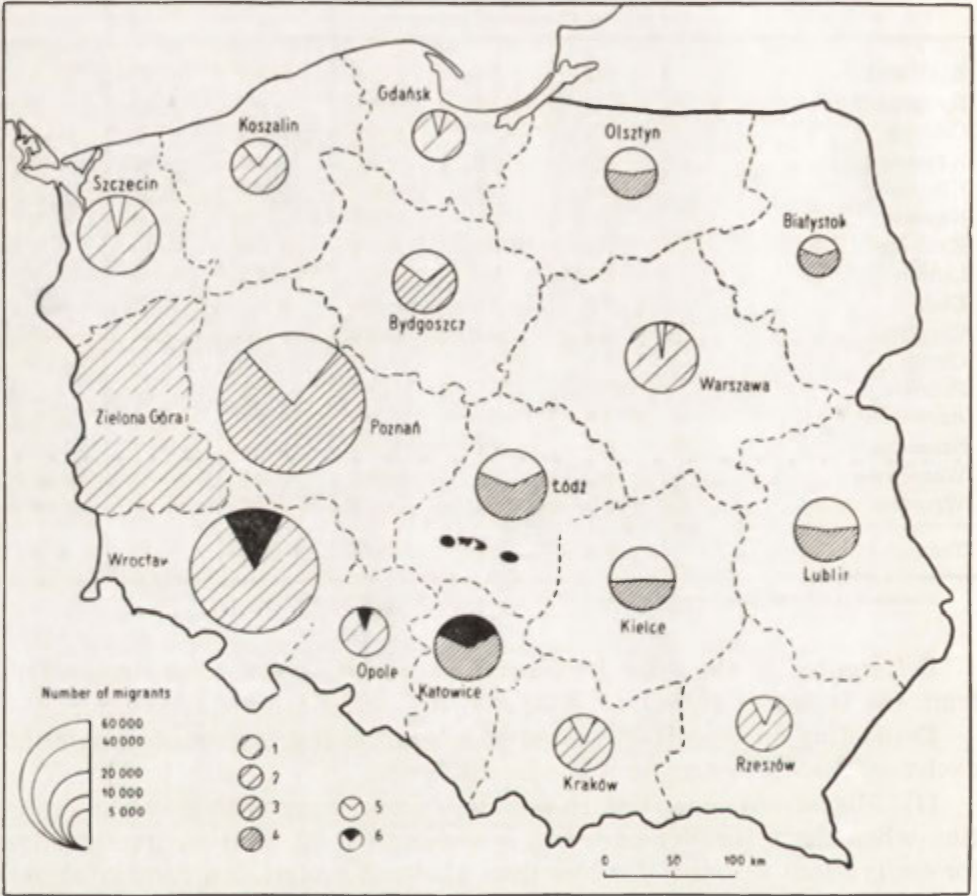 Gdańsk
Koszalin
Olsztyn
Szczecin
Białystok
Bydgoszcz
Warszawa
Zielona Góra
Poznań
Łódź
Wrocław
Lublin
Kielce
Opole
Katowice
Kraków
Rzeszów
Number of migrants
60 000
40 000
20 000
10 000
5 000
1
2
3
4
5
6
0 50 100 km